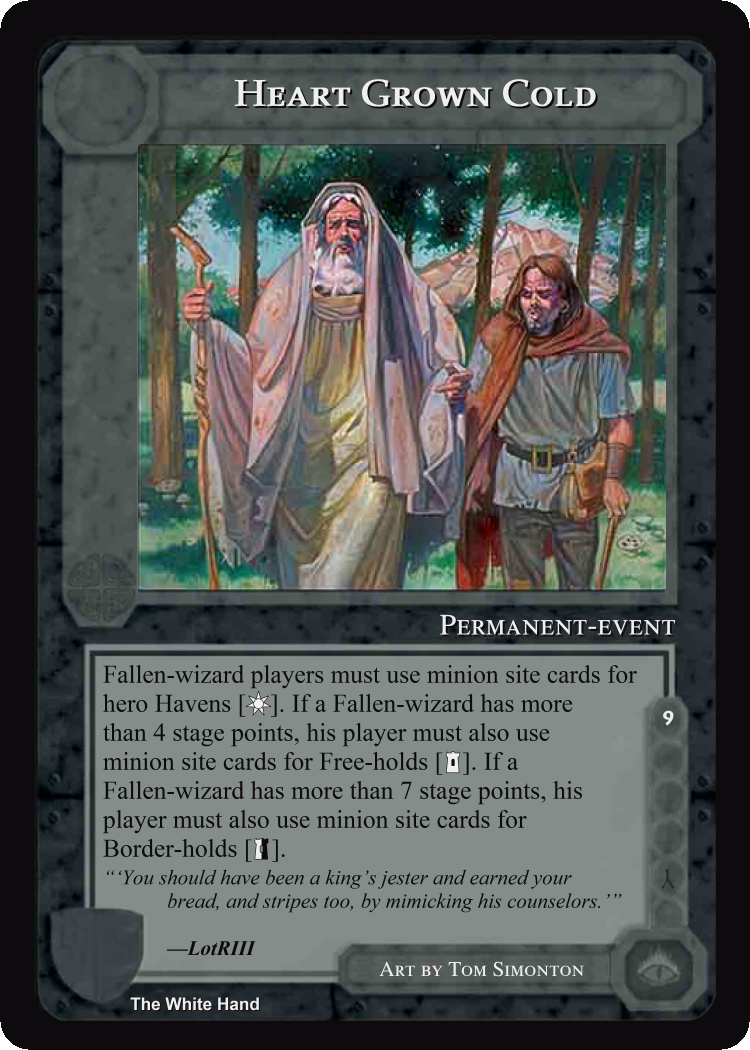 Heart Grown Cold
Permanent-event
Fallen-wizard players must use minion site cards for
hero Havens [ ]. If a Fallen-wizard has more
than 4 stage points, his player must also use
minion site cards for Free-holds [ ]. If a
Fallen-wizard has more than 7 stage points, his
player must also use minion site cards for
Border-holds [ ].
9
“‘You should have been a king’s jester and earned your
bread, and stripes too, by mimicking his counselors.’”
—LotRIII
Art by Tom Simonton
The White Hand